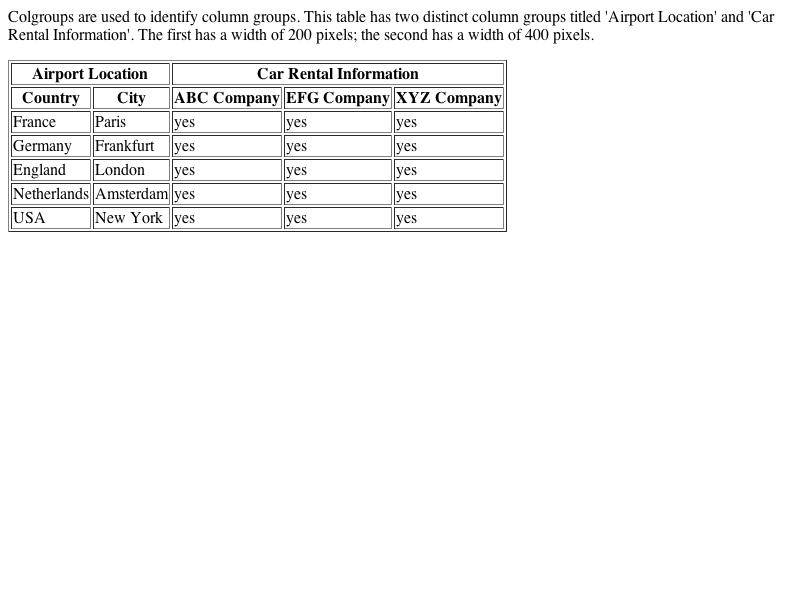 Colgroups are used to identify column groups. This table has two distinct column groups titled 'Airport Location' and 'Car
Rental Information'. The first has a width of 200 pixels; the second has a width of 400 pixels.
Airport Location Car Rental Information
Country City ABC Company EFG Company XYZ Company
France Paris yes yes yes
Germany Frankfurt yes yes yes
England London yes yes yes
Netherlands Amsterdam yes yes yes
USA New York yes yes yes